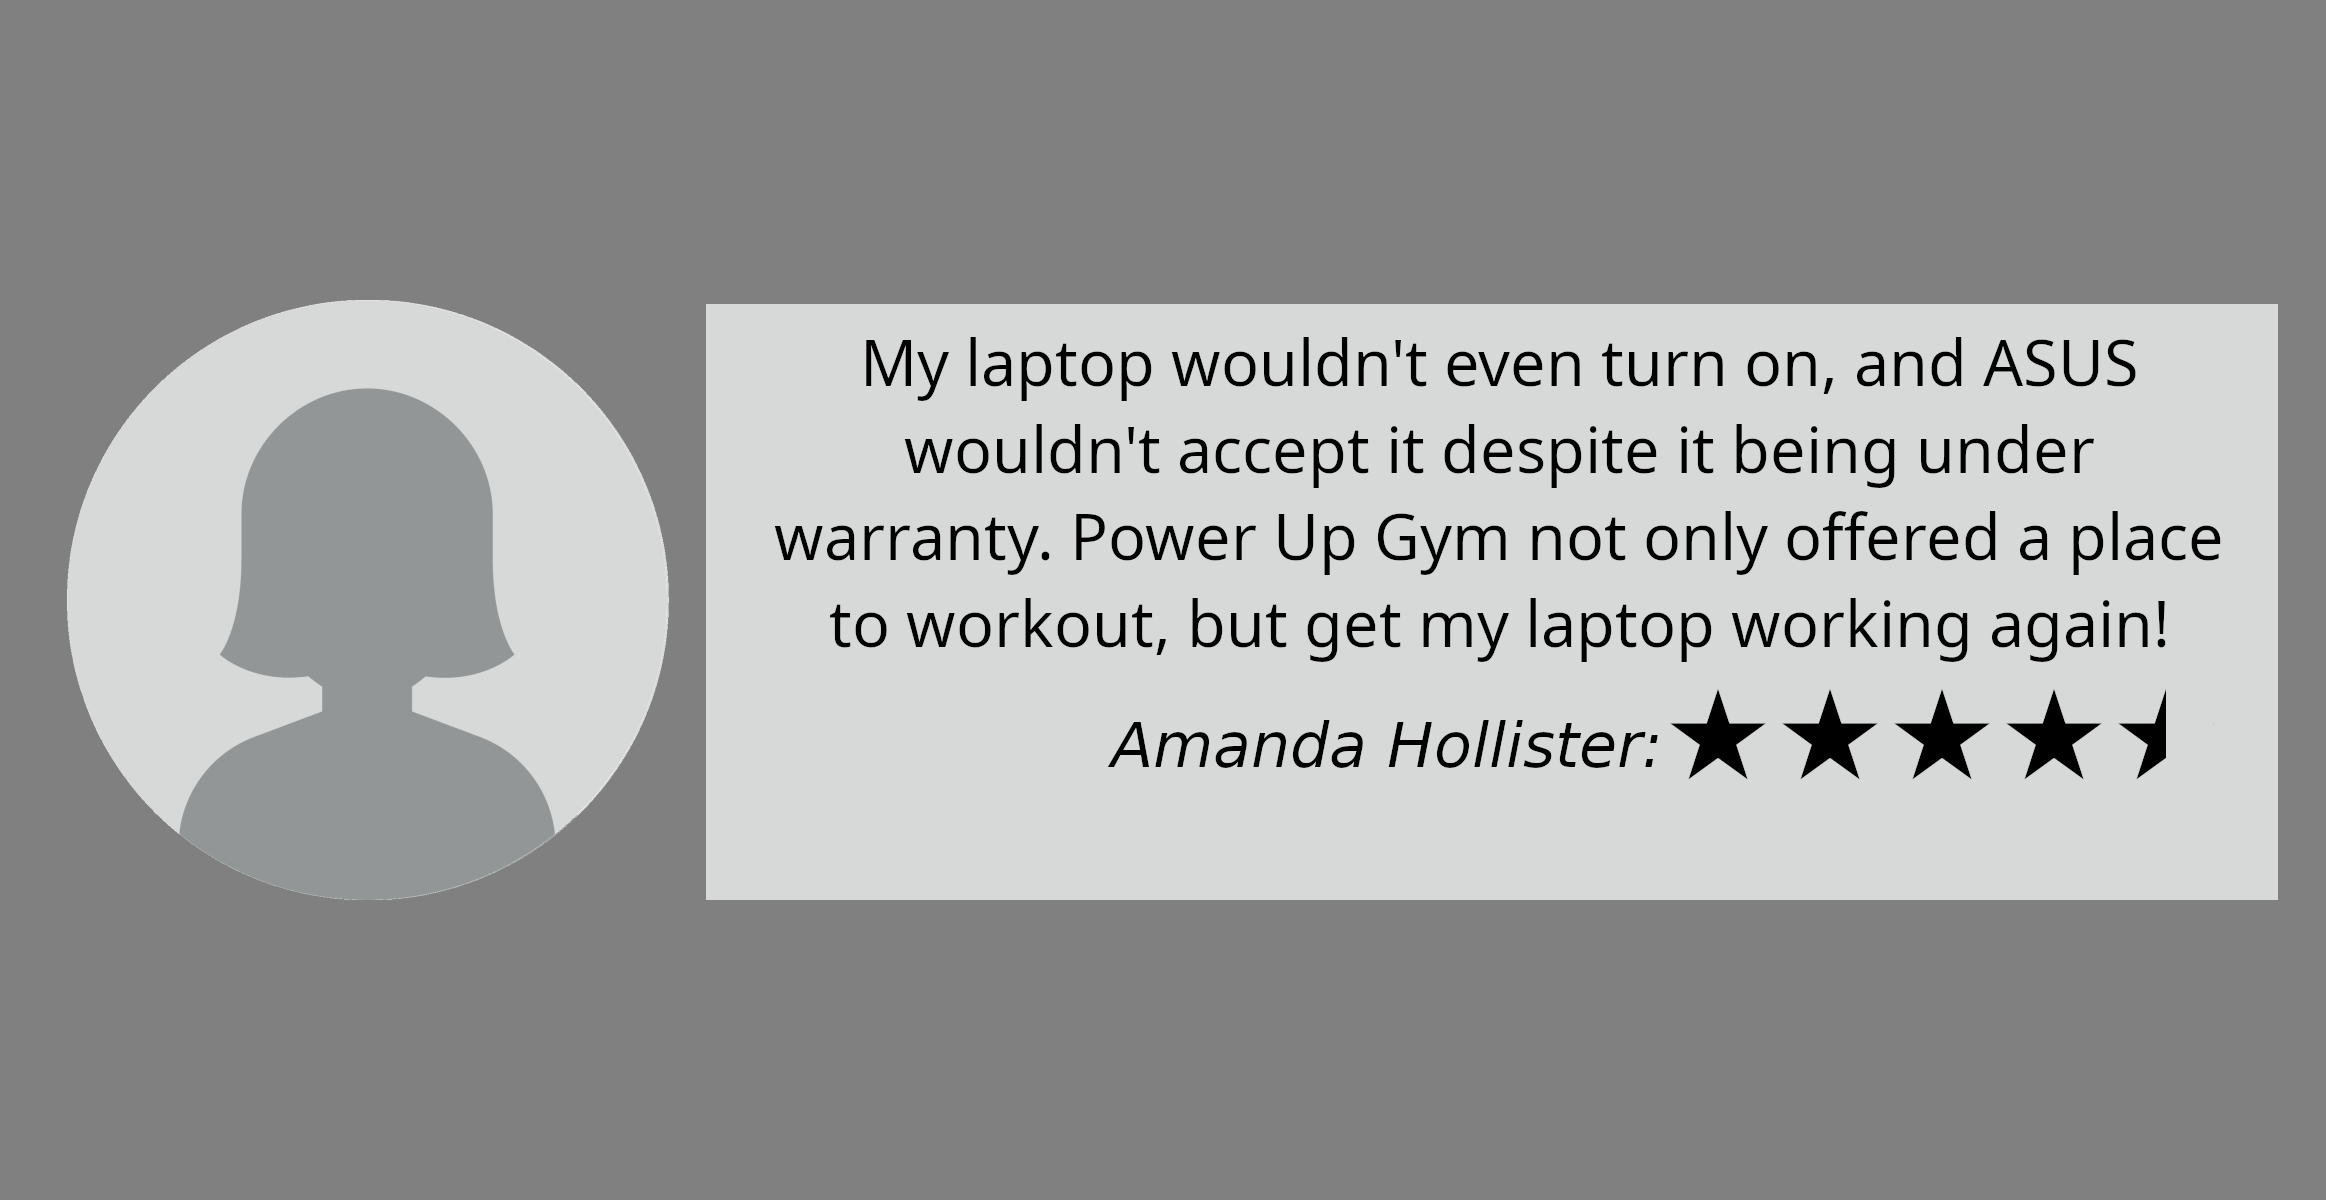 My laptop wouldn't even turn on, and ASUS
wouldn't accept it despite it being under
warranty. Power Up Gym not only offered a place
to workout, but get my laptop working again!
Amanda Hollister: